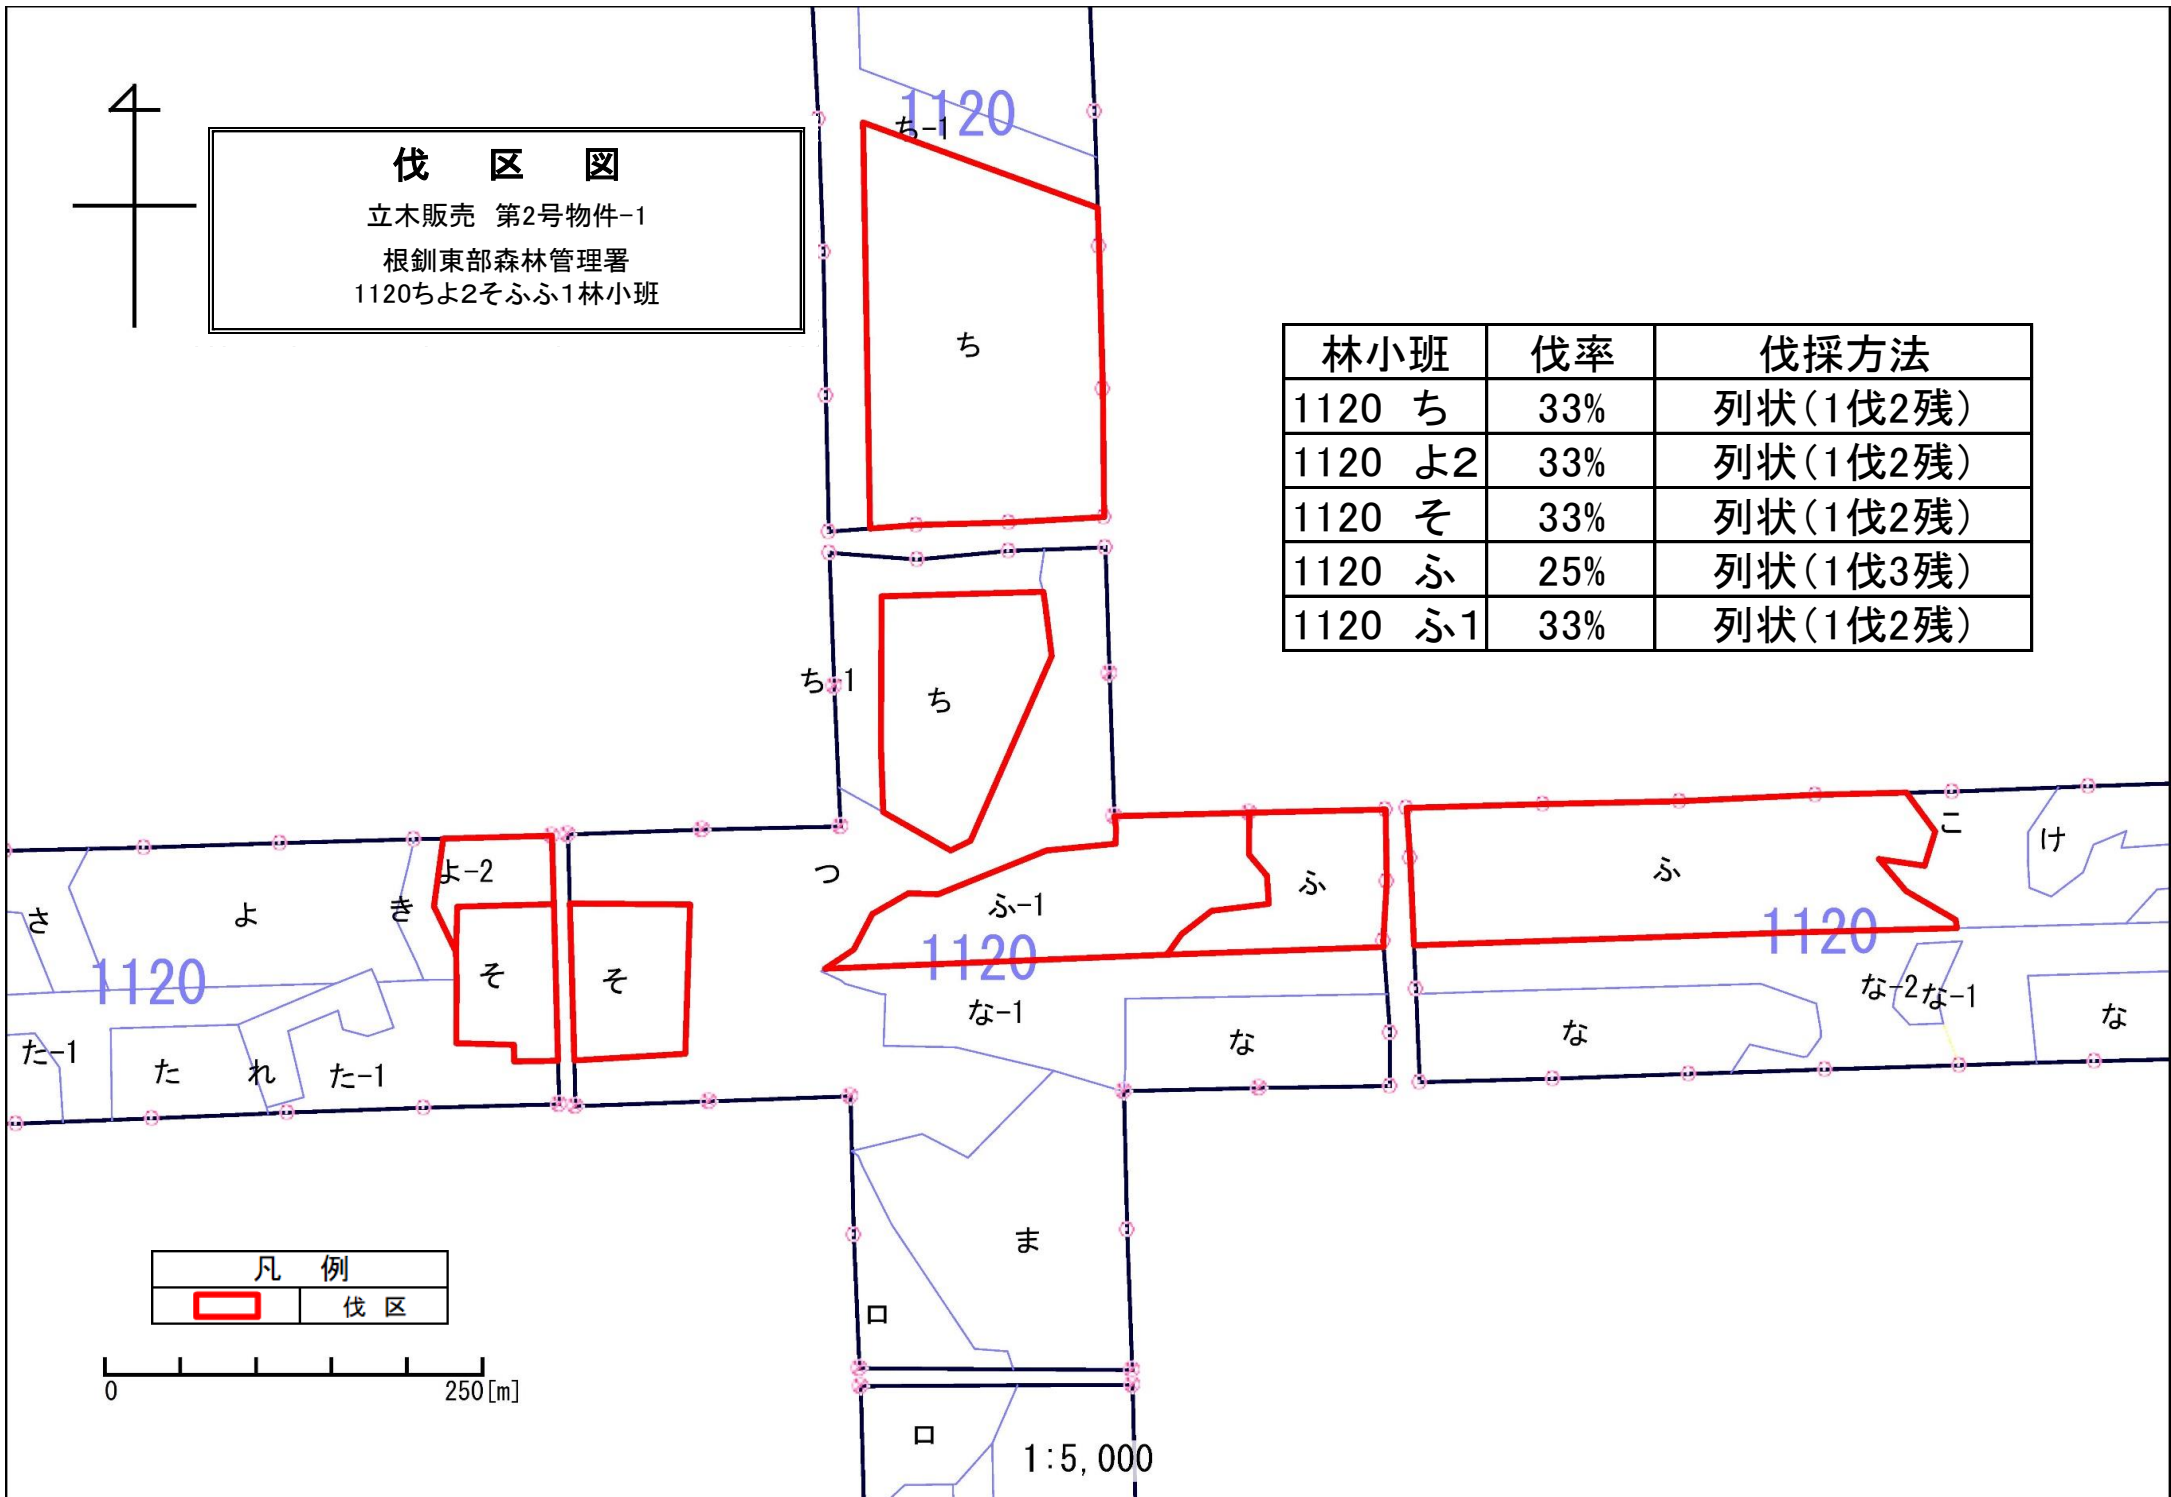 伐 区 図
立木販売 第2号物件-1
根釧東部森林管理署
1120ちよ2そふふ1林小班
1120
ち-1
ち
林小班 伐率 伐採方法
1120 ち 33% 列状(1伐2残)
1120 よ2 33% 列状(1伐2残)
1120 そ 33% 列状(1伐2残)
1120 ふ 25% 列状(1伐3残)
1120 ふ1 33% 列状(1伐2残)
ち-1
ち
こ
け
よ-2
つ
ふ
ふ
さ
よ
き
ふ-1
1120
1120
1120
そ
そ
な-2
な-1
な-1
な
な
な
た-1
た
れ
た-1
ま
ロ
凡 例
伐 区
0 250[m]
ロ
1:5,000